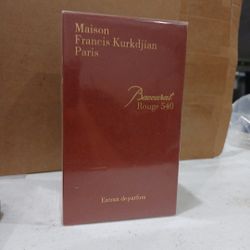 Maison
Francis Kurkdjian
Paris
Baccarat
Rouge 540
Extrait de parfum